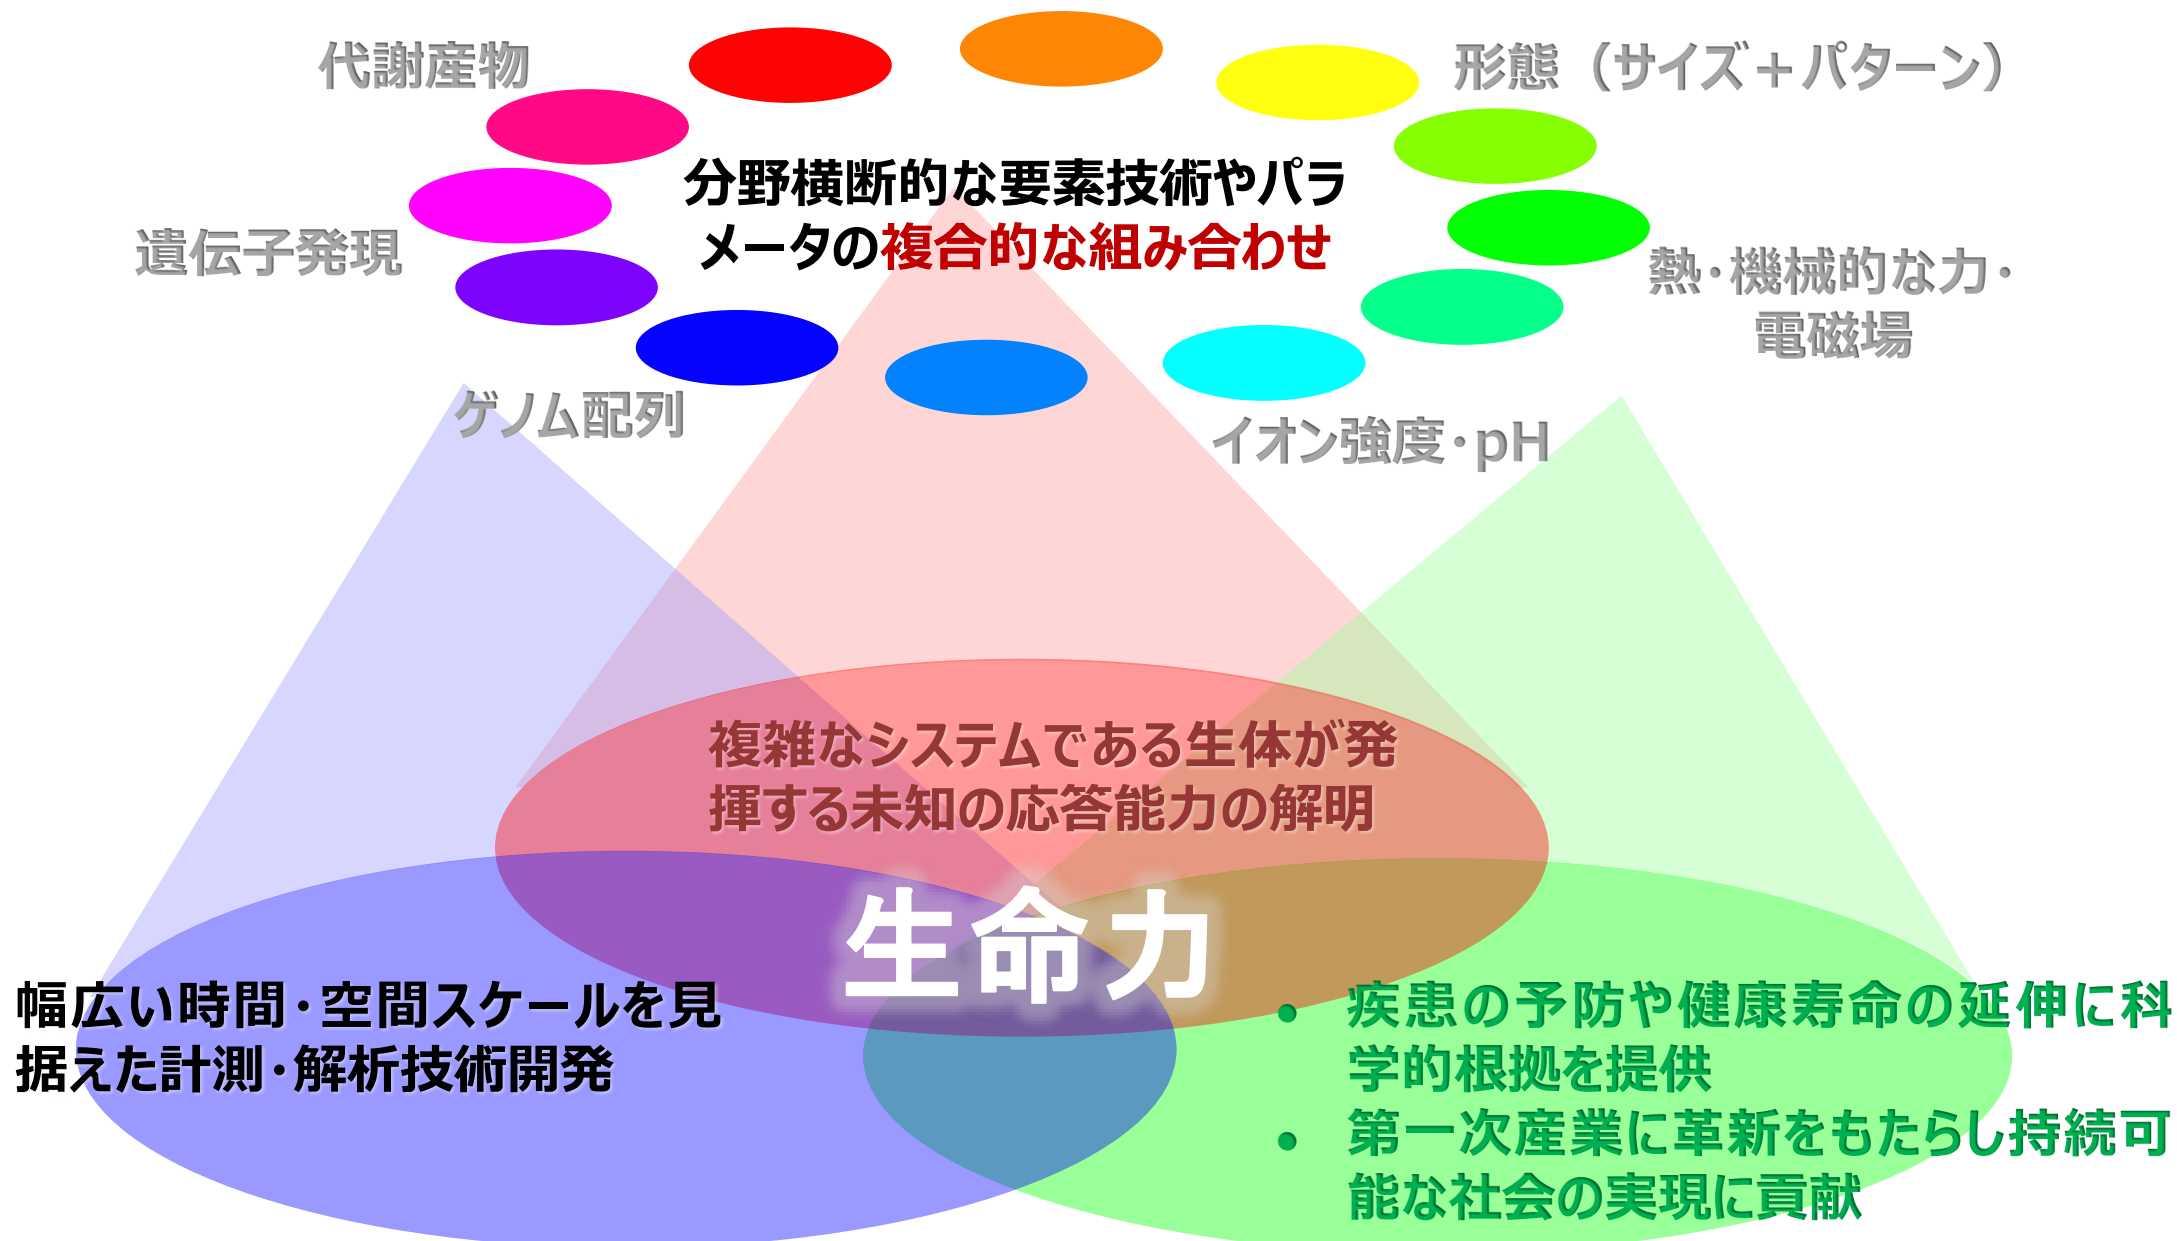 代謝産物
形態（サイズ＋パターン）
分野横断的な要素技術やパラ
メータの複合的な組み合わせ
遺伝子発現
熱・機械的な力・
電磁場
ゲノム配列
イオン強度・pH
複雑なシステムである生体が発
揮する未知の応答能力の解明
生命力
幅広い時間・空間スケールを見
据えた計測・解析技術開発
• 疾患の予防や健康寿命の延伸に科
学的根拠を提供
• 第一次産業に革新をもたらし持続可
能な社会の実現に貢献